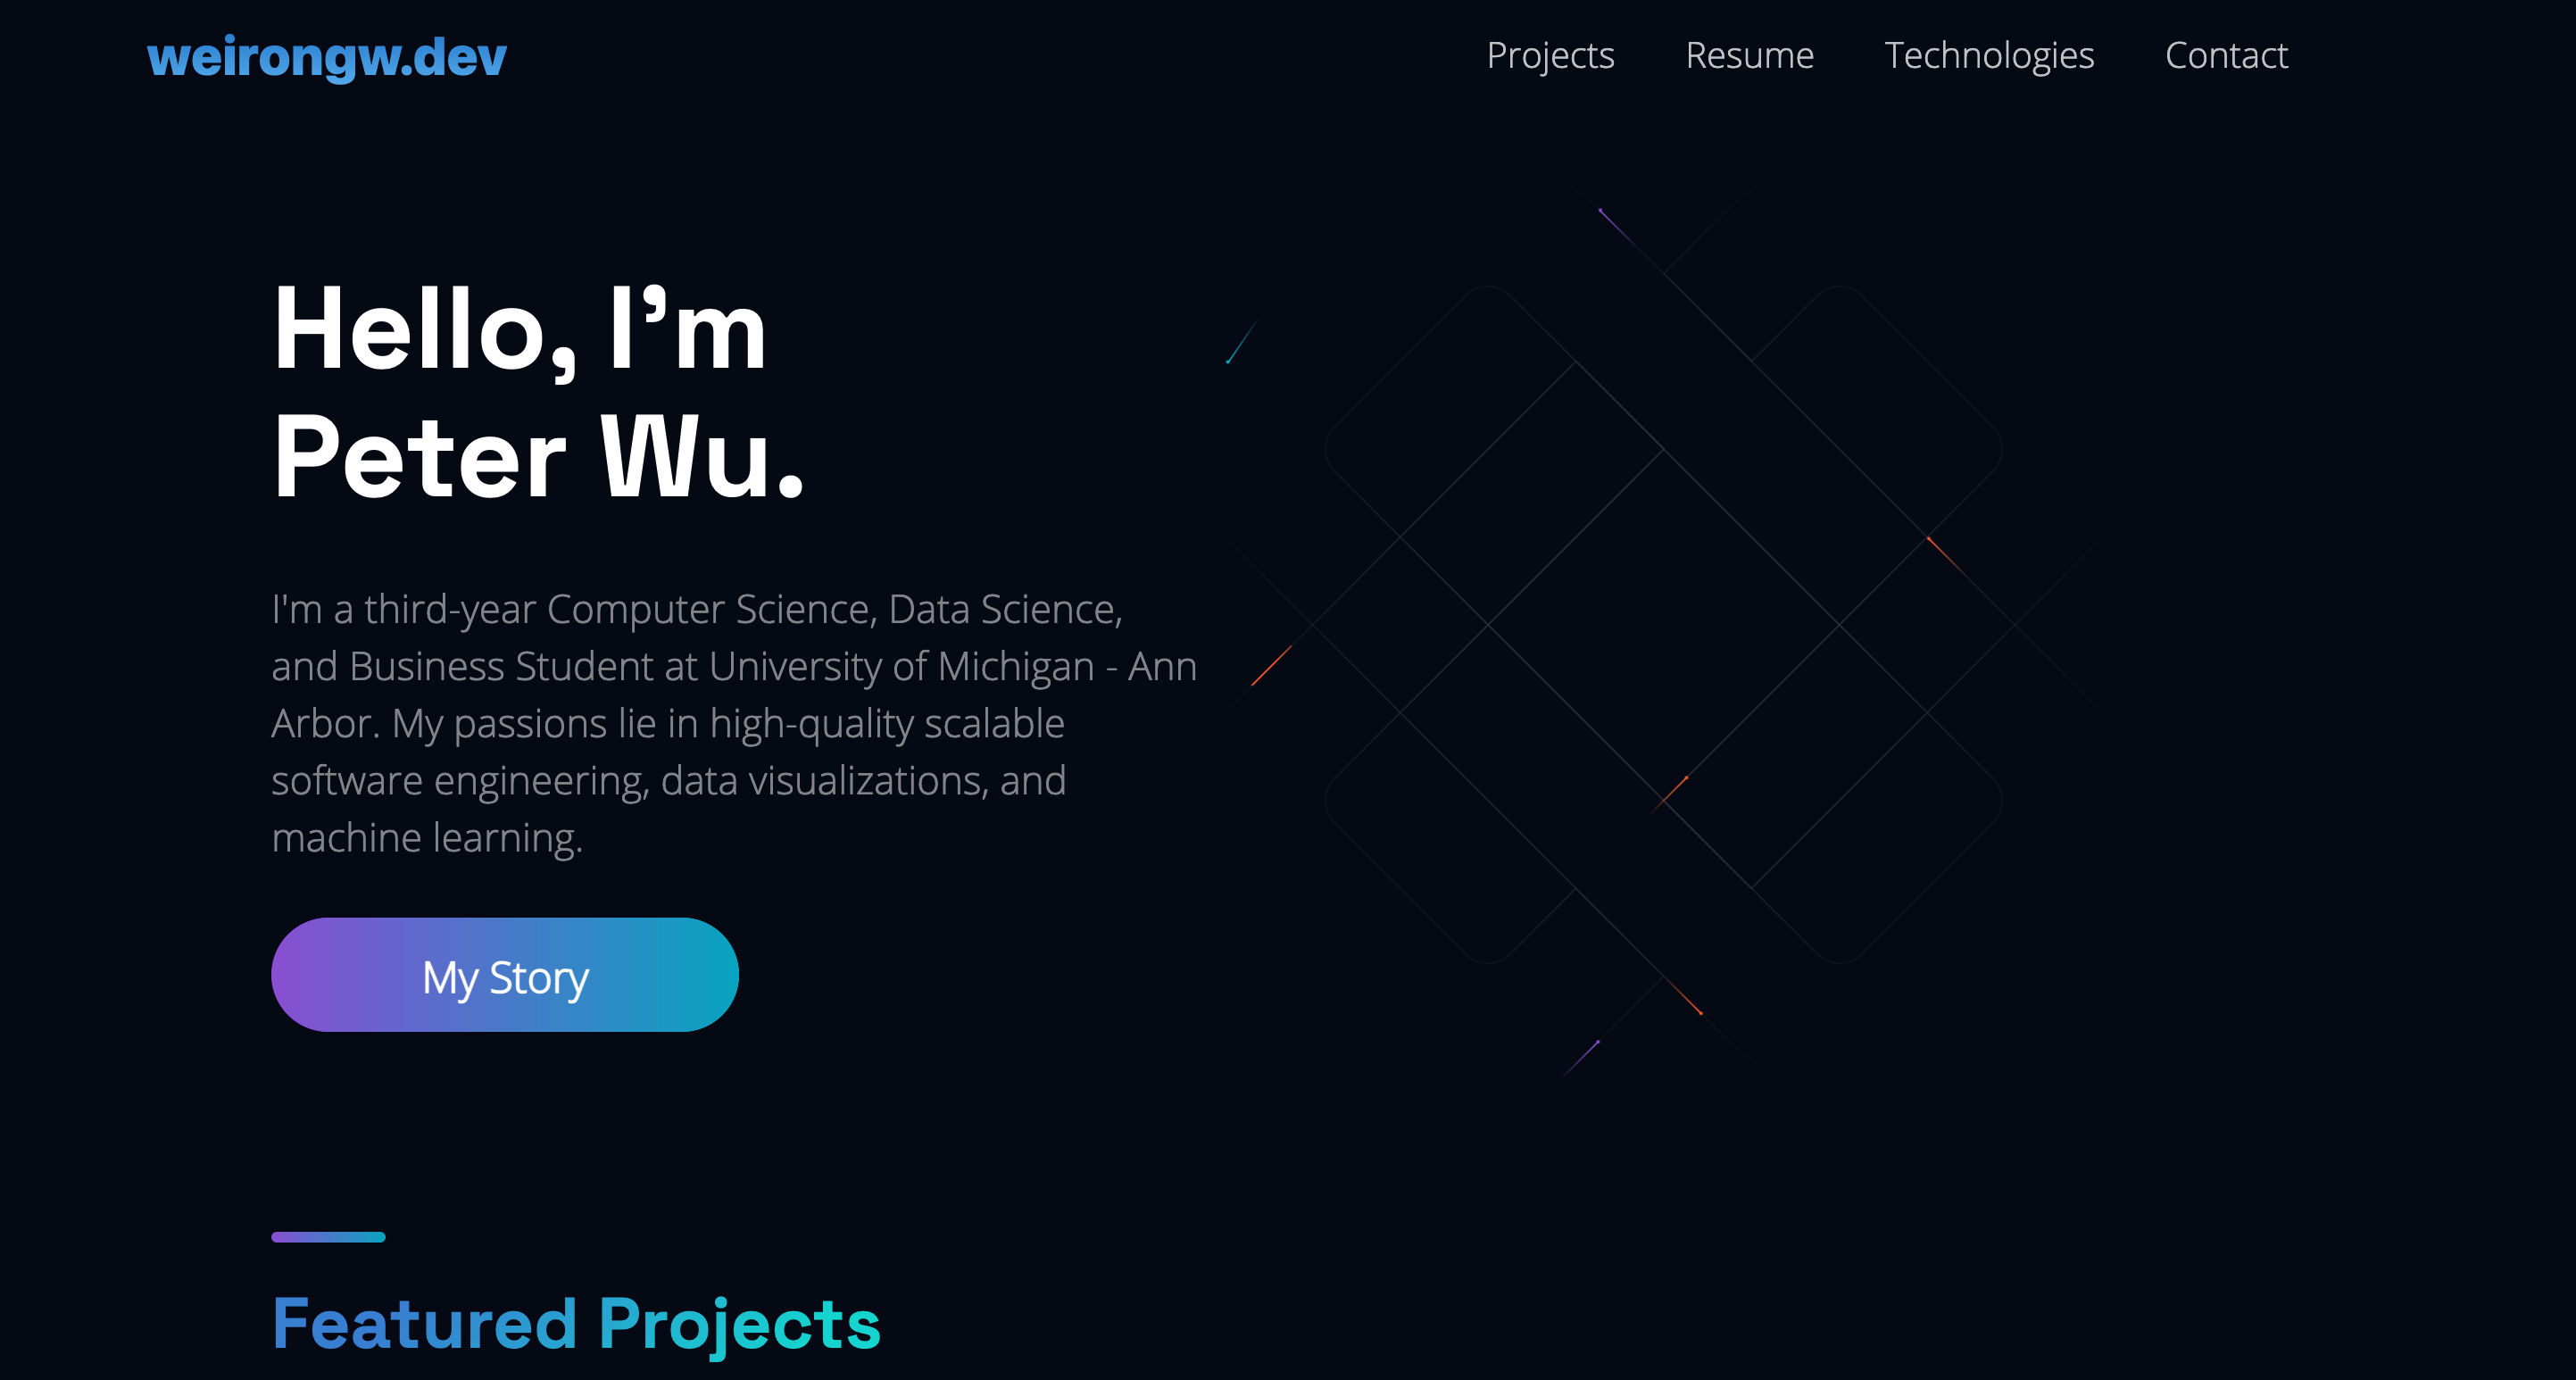 weirongw.dev
Projects
Resume
Technologies
Contact
Hello, I’m
Peter Wu.
I'm a third-year Computer Science, Data Science,
and Business Student at University of Michigan - Ann
Arbor. My passions lie in high-quality scalable
software engineering, data visualizations, and
machine learning.
My Story
Featured Projects